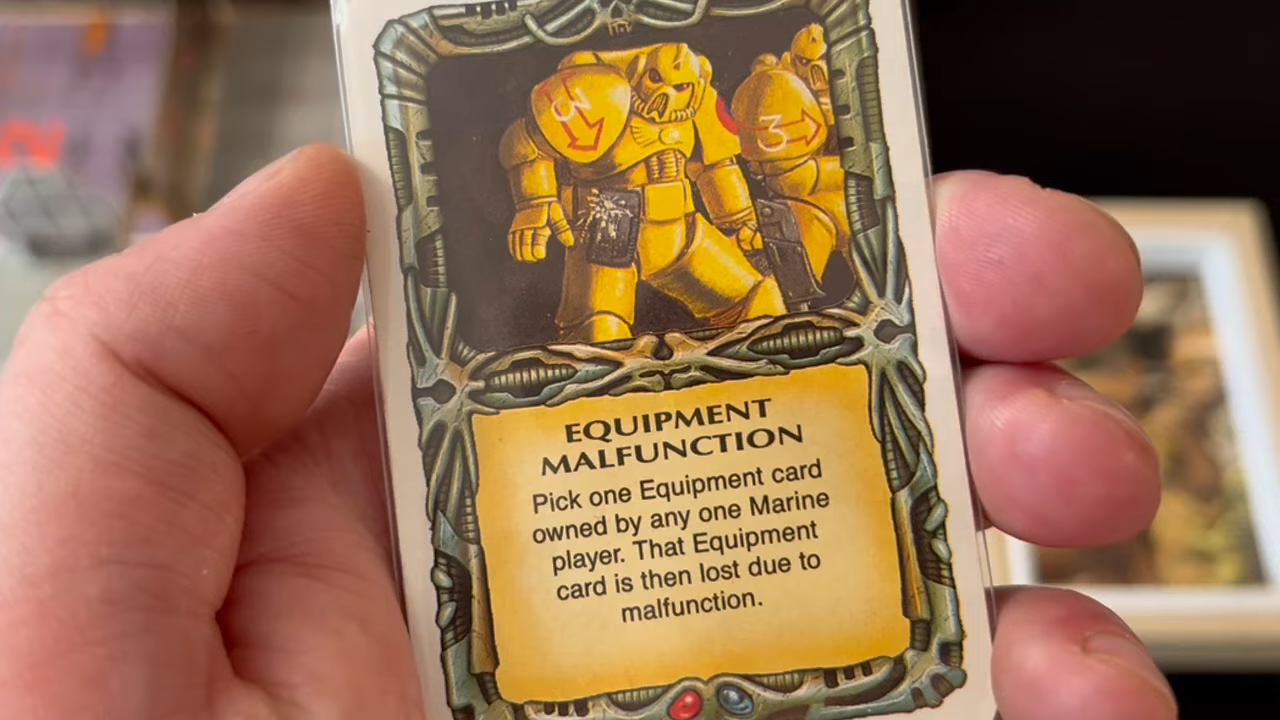 3
EQUIPMENT
MALFUNCTION
Pick one Equipment card
owned by any one Marine
player. That Equipment
card is then lost due to
malfunction.